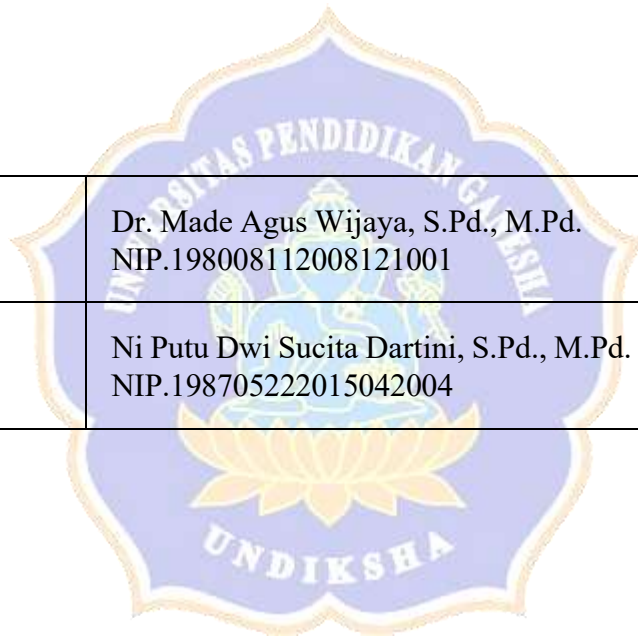 UNIVERSITAS PENDIDIKAN GANESHA
Dr. Made Agus Wijaya, S.Pd., M.Pd.
NIP.198008112008121001
Ni Putu Dwi Sucita Dartini, S.Pd., M.Pd.
NIP.198705222015042004
UNDIKSHA